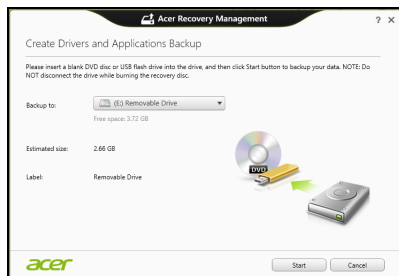 Acer Recovery Management
? X
Create Drivers and Applications Backup
Please insert a blank DVD disc or USB flash drive into the drive, and then click Start button to backup your data. NOTE: Do
NOT disconnect the drive while burning the recovery disc.
Backup to: (E:) Removable Drive
Free space: 3.72 GB
Estimated size: 2.66 GB
DVD
Label: Removable Drive
acer
Start Cancel